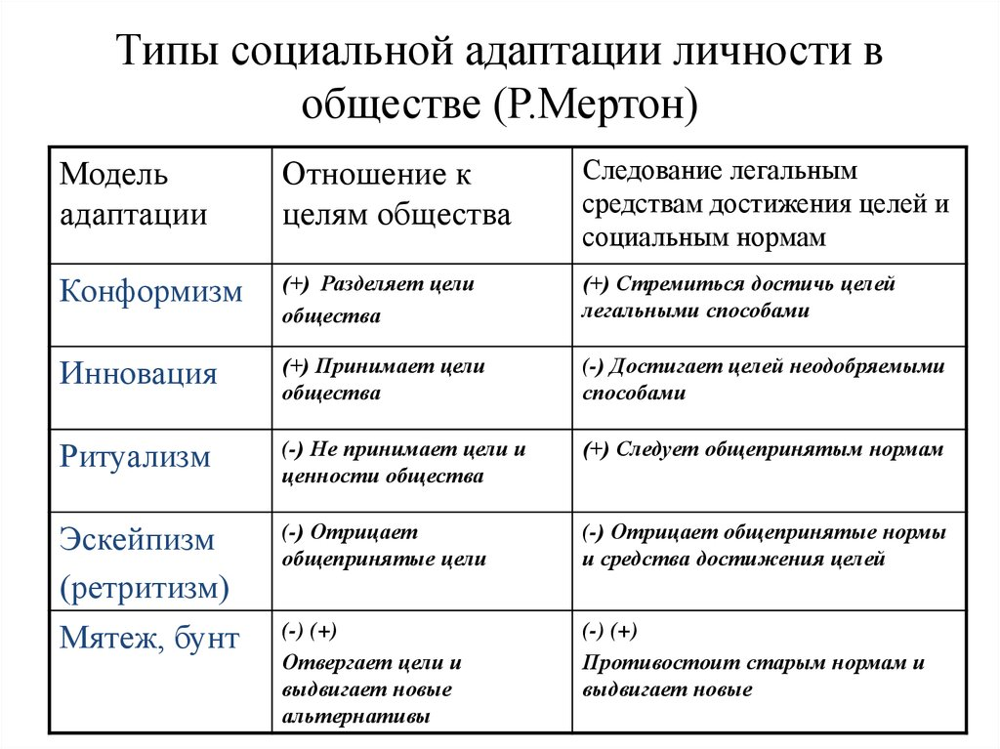 Типы социальной адаптации личности в
обществе (Р.Мертон)
Модель
адаптации
Отношение к
целям общества
Следование легальным
средствам достижения целей и
социальным нормам
Конформизм
(+) Разделяет цели
общества
(+) Стремиться достичь целей
легальными способами
Инновация
(+) Принимает цели
общества
(-) Достигает целей неодобряемыми
способами
Ритуализм
(-) Не принимает цели и
ценности общества
(+) Следует общепринятым нормам
Эскейпизм
(ретритизм)
(-) Отрицает
общепринятые цели
(-) Отрицает общепринятые нормы
и средства достижения целей
Мятеж, бунт
(-) (+)
Отвергает цели и
выдвигает новые
альтернативы
(-) (+)
Противостоит старым нормам и
выдвигает новые